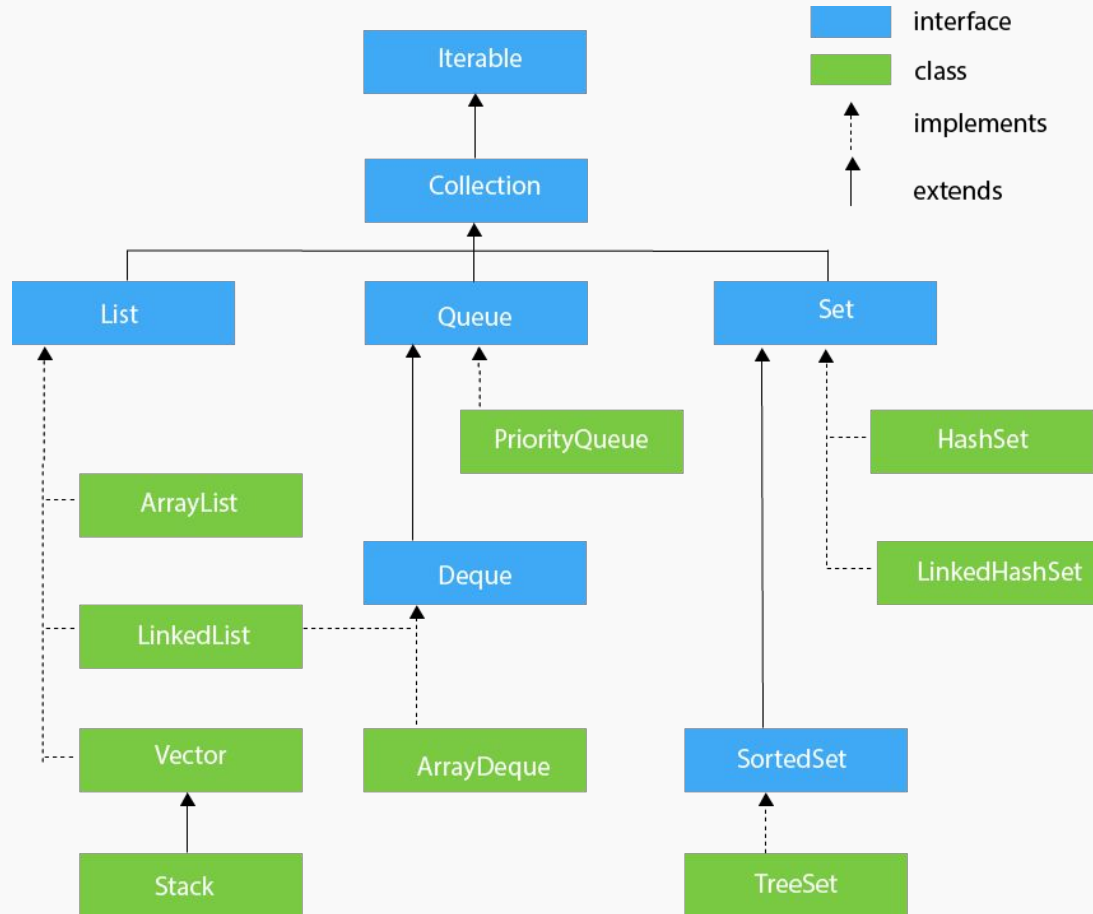 interface
Iterable
class
implements
Collection
extends
List
Queue
Set
PriorityQueue
HashSet
ArrayList
Deque
LinkedHashSet
LinkedList
Vector
ArrayDeque
SortedSet
Stack
TreeSet